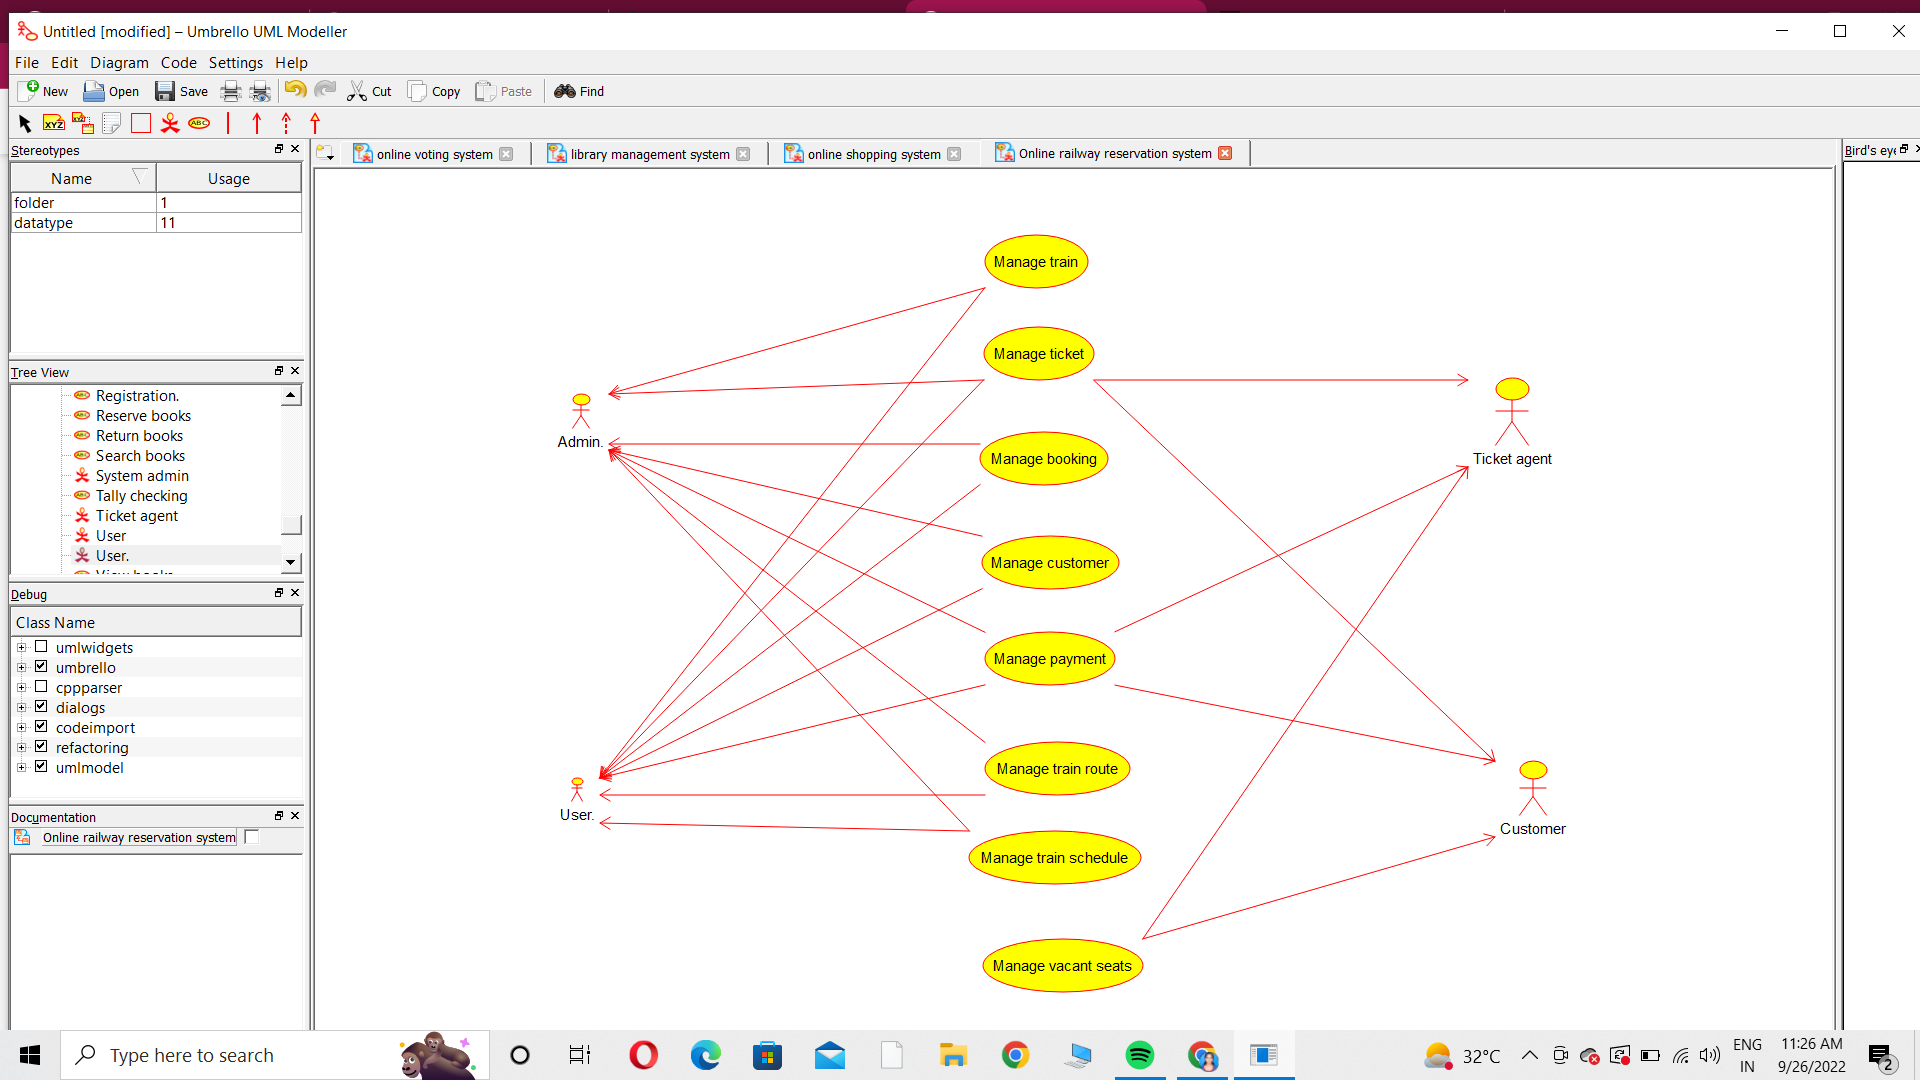 Untitled [modified] – Umbrello UML Modeller
File Edit Diagram Code Settings Help
New Open Save Cut Copy Paste Find
XYZ XYZ ABC
Stereotypes
Name Usage
folder 1
datatype 11
Tree View
Registration.
Reserve books
Return books
Search books
System admin
Tally checking
Ticket agent
User
User.
Debug
Class Name
umlwidgets
umbrello
cppparser
dialogs
codeimport
refactoring
umlmodel
Documentation
Online railway reservation system
online voting system library management system online shopping system Online railway reservation system
Bird's eye
Manage train
Manage ticket
Admin.
Manage booking
Ticket agent
Manage customer
Manage payment
Manage train route
User.
Customer
Manage train schedule
Manage vacant seats
Type here to search
32°C
ENG
IN
11:26 AM
9/26/2022
2